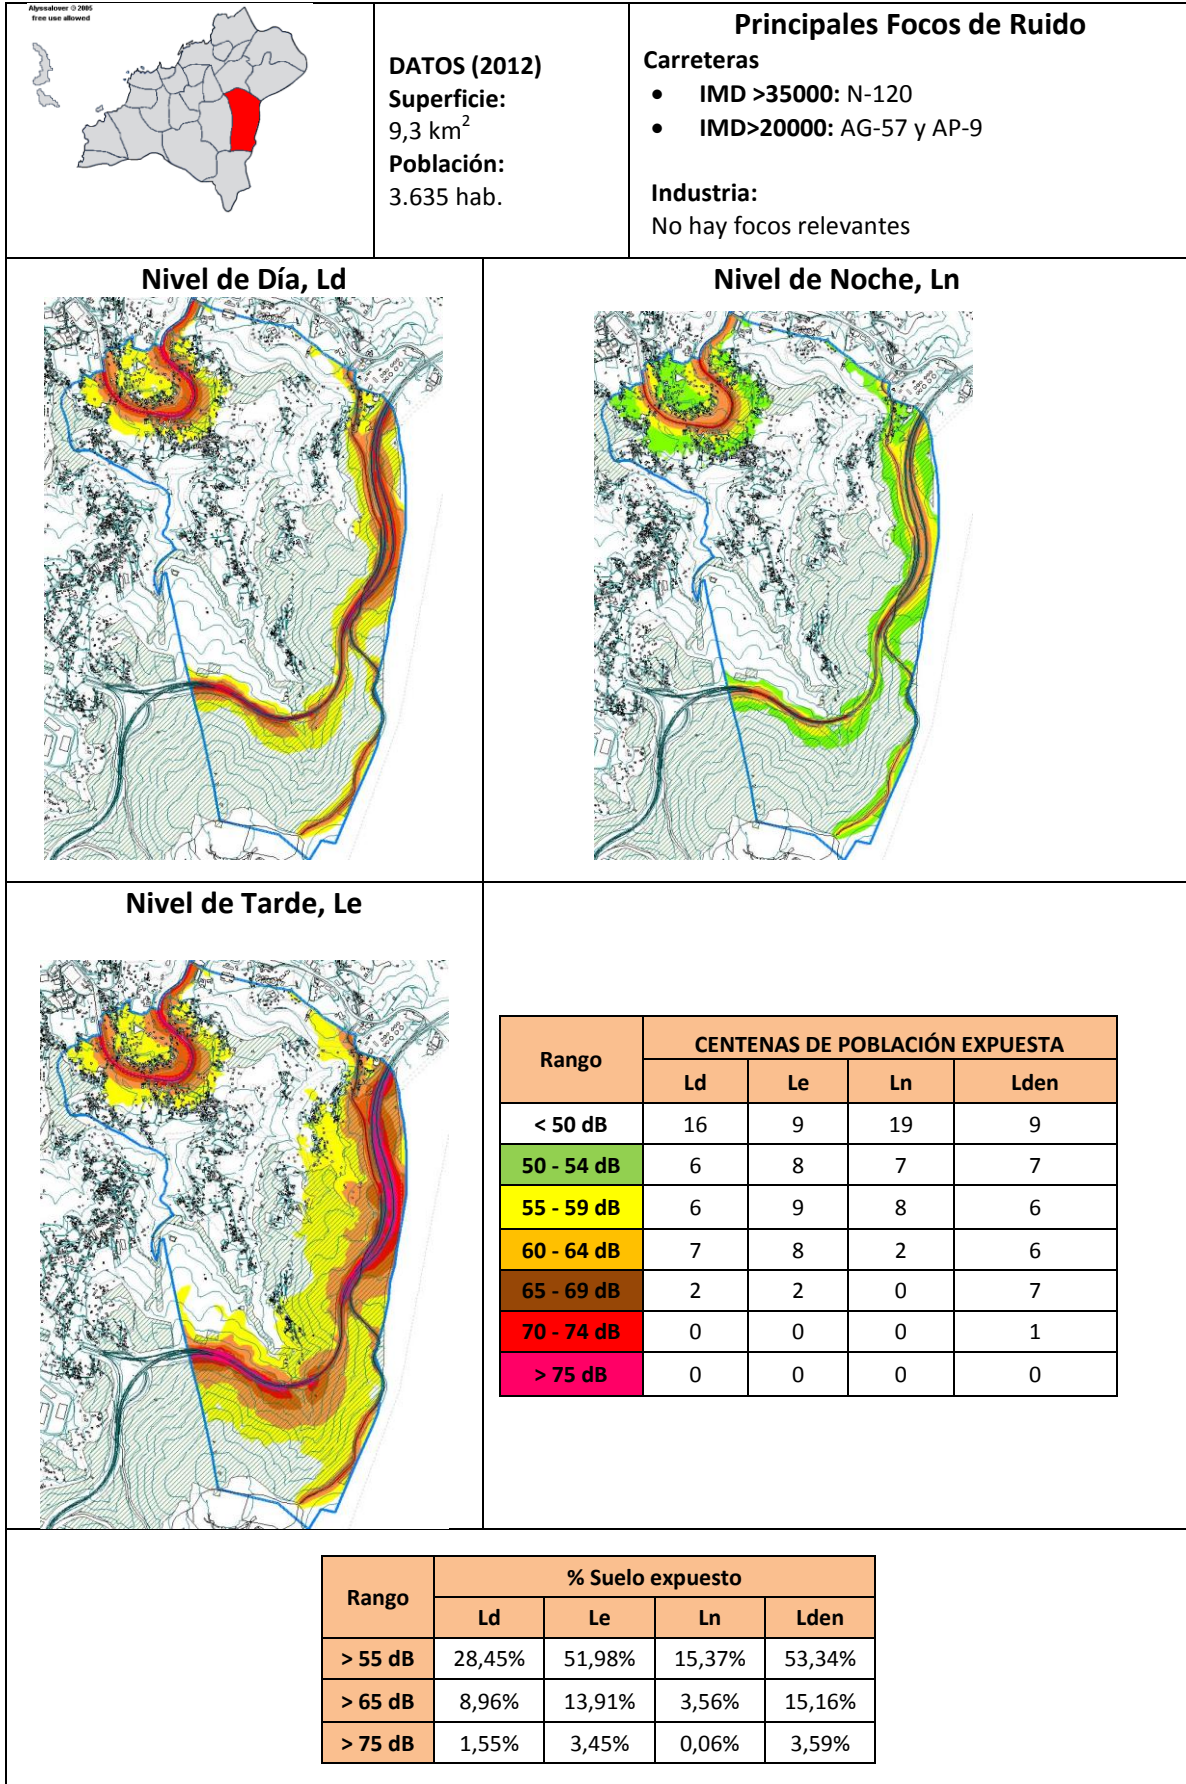 Alyssalover © 2005
free use allowed
DATOS (2012)
Superficie:
9,3 km²
Población:
3.635 hab.
Principales Focos de Ruido
Carreteras
• IMD >35000: N-120
• IMD>20000: AG-57 y AP-9
Industria:
No hay focos relevantes
Nivel de Día, Ld
Nivel de Noche, Ln
Nivel de Tarde, Le
Rango CENTENAS DE POBLACIÓN EXPUESTA
Ld Le Ln Lden
< 50 dB 16 9 19 9
50 - 54 dB 6 8 7 7
55 - 59 dB 6 9 8 6
60 - 64 dB 7 8 2 6
65 - 69 dB 2 2 0 7
70 - 74 dB 0 0 0 1
> 75 dB 0 0 0 0
Rango % Suelo expuesto
Ld Le Ln Lden
> 55 dB 28,45% 51,98% 15,37% 53,34%
> 65 dB 8,96% 13,91% 3,56% 15,16%
> 75 dB 1,55% 3,45% 0,06% 3,59%